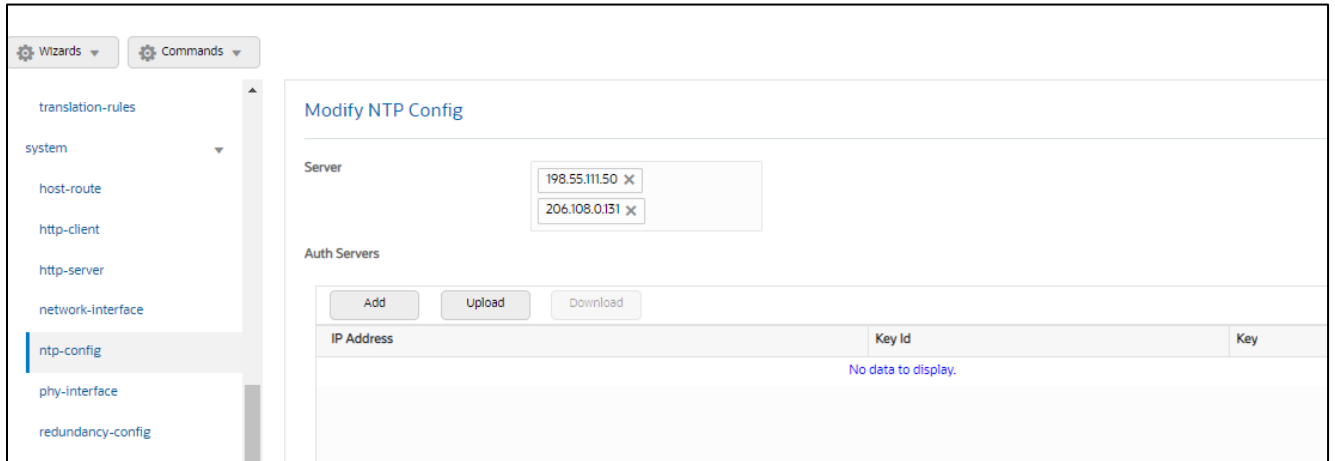 Wizards
Commands
translation-rules
system
host-route
http-client
http-server
network-interface
ntp-config
phy-interface
redundancy-config
Modify NTP Config
Server
198.55.111.50
206.108.0.131
Auth Servers
Add Upload Download
IP Address Key Id Key
No data to display.